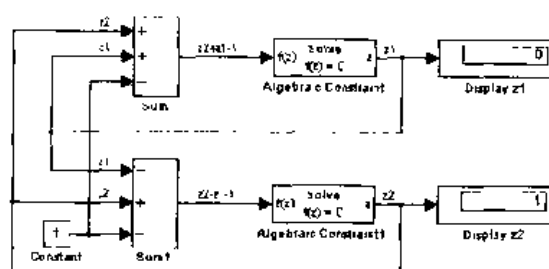 z2
z1
+
+
−
Sum
z2+z1-1
f(z) Solve f(z) = 0 z
Algebraic Constraint
z1
0
Display z1
z1
z2
−
+
−
Sum1
z2-z1-1
f(z) Solve f(z) = 0 z
Algebraic Constraint1
z2
1
Display z2
1
Constant